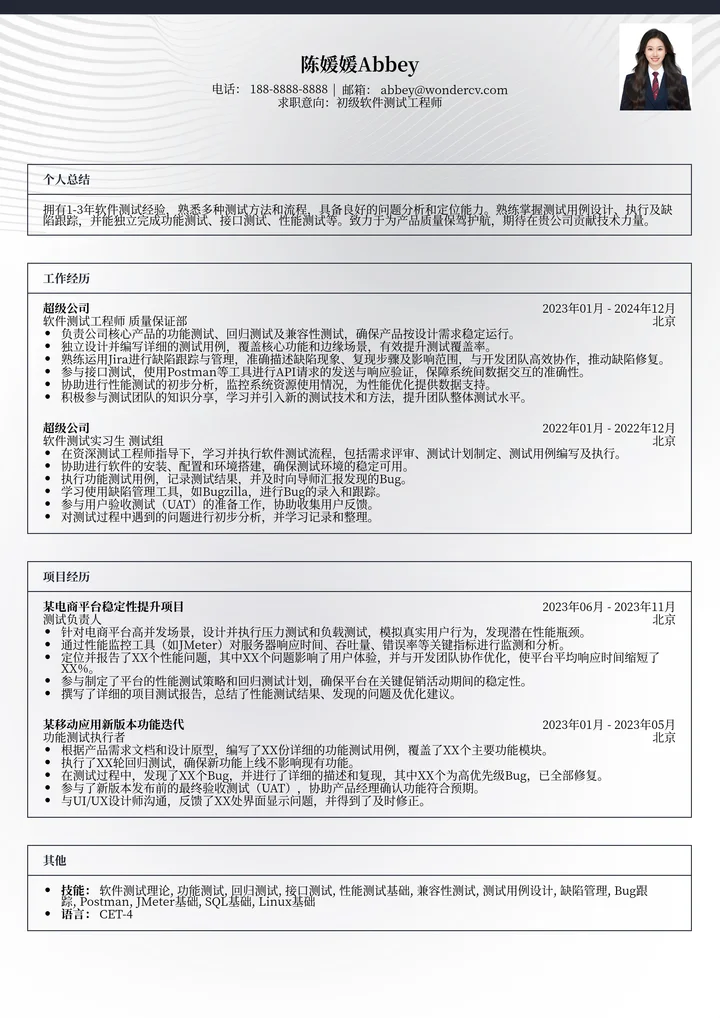 陈媛媛Abbey
电话： 188-8888-8888 | 邮箱： abbey@wondercv.com
求职意向：初级软件测试工程师
个人总结
拥有1-3年软件测试经验，熟悉多种测试方法和流程，具备良好的问题分析和定位能力。熟练掌握测试用例设计、执行及缺
陷跟踪，并能独立完成功能测试、接口测试、性能测试等。致力于为产品质量保驾护航，期待在贵公司贡献技术力量。
工作经历
超级公司 2023年01月 - 2024年12月
软件测试工程师 质量保证部 北京
• 负责公司核心产品的功能测试、回归测试及兼容性测试，确保产品按设计需求稳定运行。
• 独立设计并编写详细的测试用例，覆盖核心功能和边缘场景，有效提升测试覆盖率。
• 熟练运用Jira进行缺陷跟踪与管理，准确描述缺陷现象、复现步骤及影响范围，与开发团队高效协作，推动缺陷修复。
• 参与接口测试，使用Postman等工具进行API请求的发送与响应验证，保障系统间数据交互的准确性。
• 协助进行性能测试的初步分析，监控系统资源使用情况，为性能优化提供数据支持。
• 积极参与测试团队的知识分享，学习并引入新的测试技术和方法，提升团队整体测试水平。
超级公司 2022年01月 - 2022年12月
软件测试实习生 测试组 北京
• 在资深测试工程师指导下，学习并执行软件测试流程，包括需求评审、测试计划制定、测试用例编写及执行。
• 协助进行软件的安装、配置和环境搭建，确保测试环境的稳定可用。
• 执行功能测试用例，记录测试结果，并及时向导师汇报发现的Bug。
• 学习使用缺陷管理工具，如Bugzilla，进行Bug的录入和跟踪。
• 参与用户验收测试（UAT）的准备工作，协助收集用户反馈。
• 对测试过程中遇到的问题进行初步分析，并学习记录和整理。
项目经历
某电商平台稳定性提升项目 2023年06月 - 2023年11月
测试负责人 北京
• 针对电商平台高并发场景，设计并执行压力测试和负载测试，模拟真实用户行为，发现潜在性能瓶颈。
• 通过性能监控工具（如JMeter）对服务器响应时间、吞吐量、错误率等关键指标进行监测和分析。
• 定位并报告了XX个性能问题，其中XX个问题影响了用户体验，并与开发团队协作优化，使平台平均响应时间缩短了
XX%。
• 参与制定了平台的性能测试策略和回归测试计划，确保平台在关键促销活动期间的稳定性。
• 撰写了详细的项目测试报告，总结了性能测试结果、发现的问题及优化建议。
某移动应用新版本功能迭代 2023年01月 - 2023年05月
功能测试执行者 北京
• 根据产品需求文档和设计原型，编写了XX份详细的功能测试用例，覆盖了XX个主要功能模块。
• 执行了XX轮回归测试，确保新功能上线不影响现有功能。
• 在测试过程中，发现了XX个Bug，并进行了详细的描述和复现，其中XX个为高优先级Bug，已全部修复。
• 参与了新版本发布前的最终验收测试（UAT），协助产品经理确认功能符合预期。
• 与UI/UX设计师沟通，反馈了XX处界面显示问题，并得到了及时修正。
其他
• 技能： 软件测试理论, 功能测试, 回归测试, 接口测试, 性能测试基础, 兼容性测试, 测试用例设计, 缺陷管理, Bug跟
踪, Postman, JMeter基础, SQL基础, Linux基础
• 语言： CET-4